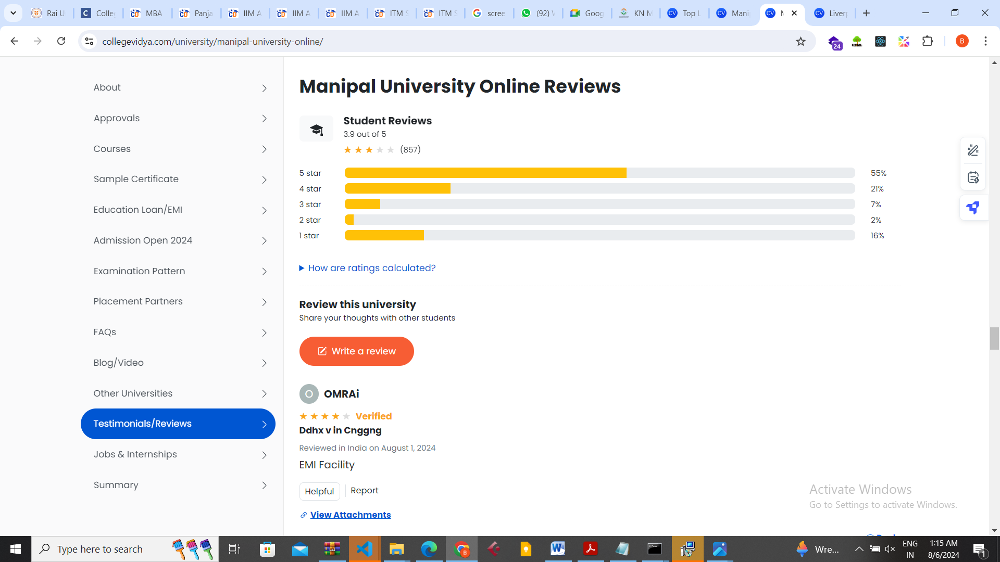 Rai U
Colle
MBA
Panja
IIM A
IIM A
IIM A
ITM S
ITM S
scree
(92) W
Goog
KN M
Top L
Mani
Liverp
collegevidya.com/university/manipal-university-online/
24
HTML
B
About
Approvals
Courses
Sample Certificate
Education Loan/EMI
Admission Open 2024
Examination Pattern
Placement Partners
FAQs
Blog/Video
Other Universities
Testimonials/Reviews
Jobs & Internships
Summary
Manipal University Online Reviews
Student Reviews
3.9 out of 5
(857)
5 star 55%
4 star 21%
3 star 7%
2 star 2%
1 star 16%
How are ratings calculated?
Review this university
Share your thoughts with other students
Write a review
O OMRAi
Verified
Ddhx v in Cnggng
Reviewed in India on August 1, 2024
EMI Facility
Helpful Report
View Attachments
Activate Windows
Go to Settings to activate Windows.
Type here to search
Wre...
ENG
IN
1:15 AM
8/6/2024
1